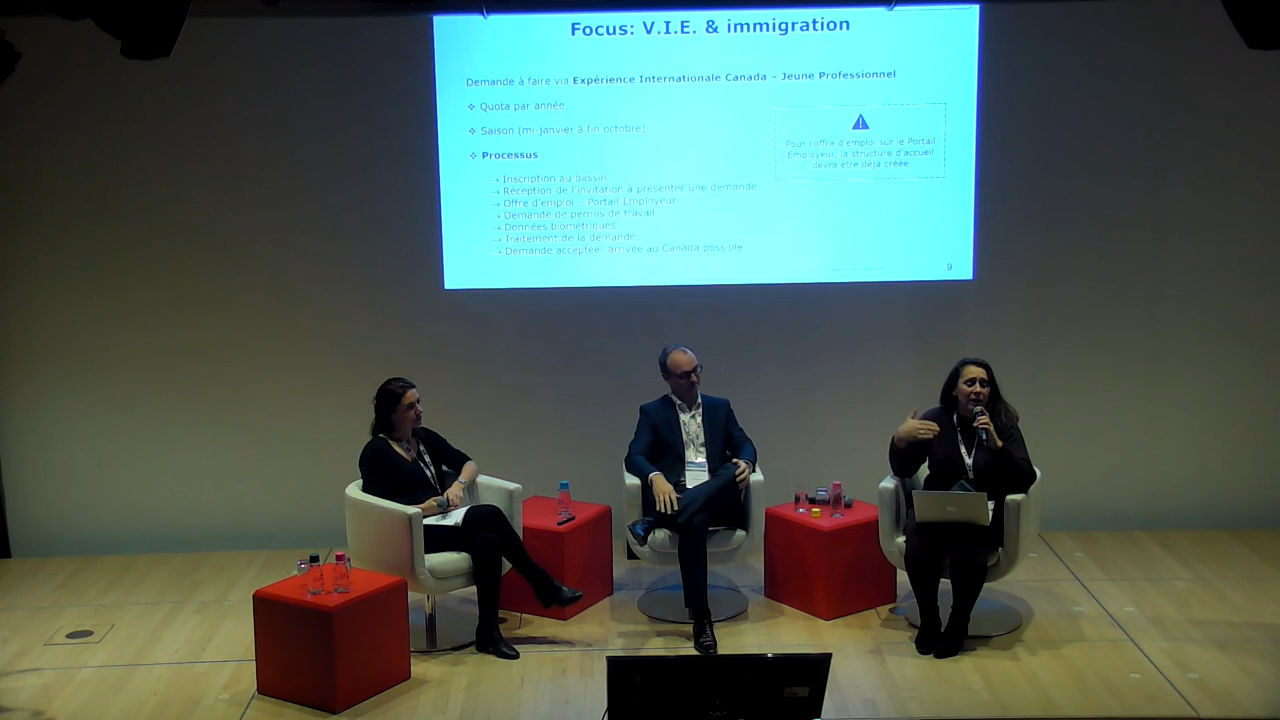 Focus: V.I.E. & immigration
Demande à faire via Expérience Internationale Canada – Jeune Professionnel
❖ Quota par année
❖ Saison (mi-janvier à fin octobre)
❖ Processus
→ Inscription au bassin
→ Réception de l'invitation à présenter une demande
→ Offre d'emploi – Portail Employeur
→ Demande de permis de travail
→ Données biométriques
→ Traitement de la demande
→ Demande acceptée: arrivée au Canada possible
Pour l'offre d'emploi sur le Portail
Employeur, la structure d'accueil
devra être déjà créée
9